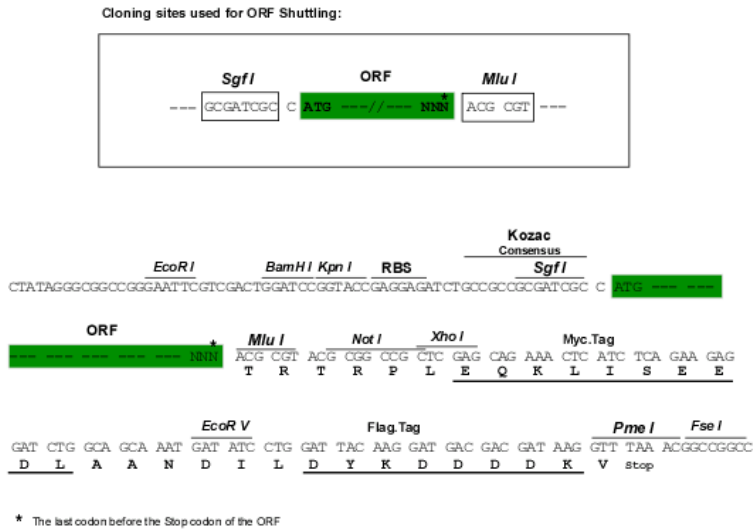 Cloning sites used for ORF Shuttling:
Sgf I ORF Mlu I
--- GCGATCGC C ATG ---//--- NNN* ACG CGT ---
Kozac
Consensus
EcoR I BamH I Kpn I RBS Sgf I
CTATAGGGCGGCCGGGAATTCGTCGACTGGATCCGGTACCGAGGAGATCTGCCGCCGCGATCGC C ATG --- ---
ORF Mlu I Not I Xho I Myc.Tag
--- --- --- --- --- NNN* ACG CGT ACG CGG CCG CTC GAG CAG AAA CTC ATC TCA GAA GAG
T R T R P L E Q K L I S E E
EcoR V Flag.Tag Pme I Fse I
GAT CTG GCA GCA AAT GAT ATC CTG GAT TAC AAG GAT GAC GAC GAT AAG GTT TAA ACGGCCGGCC
D L A A N D I L D Y K D D D D K V Stop
* The last codon before the Stop codon of the ORF